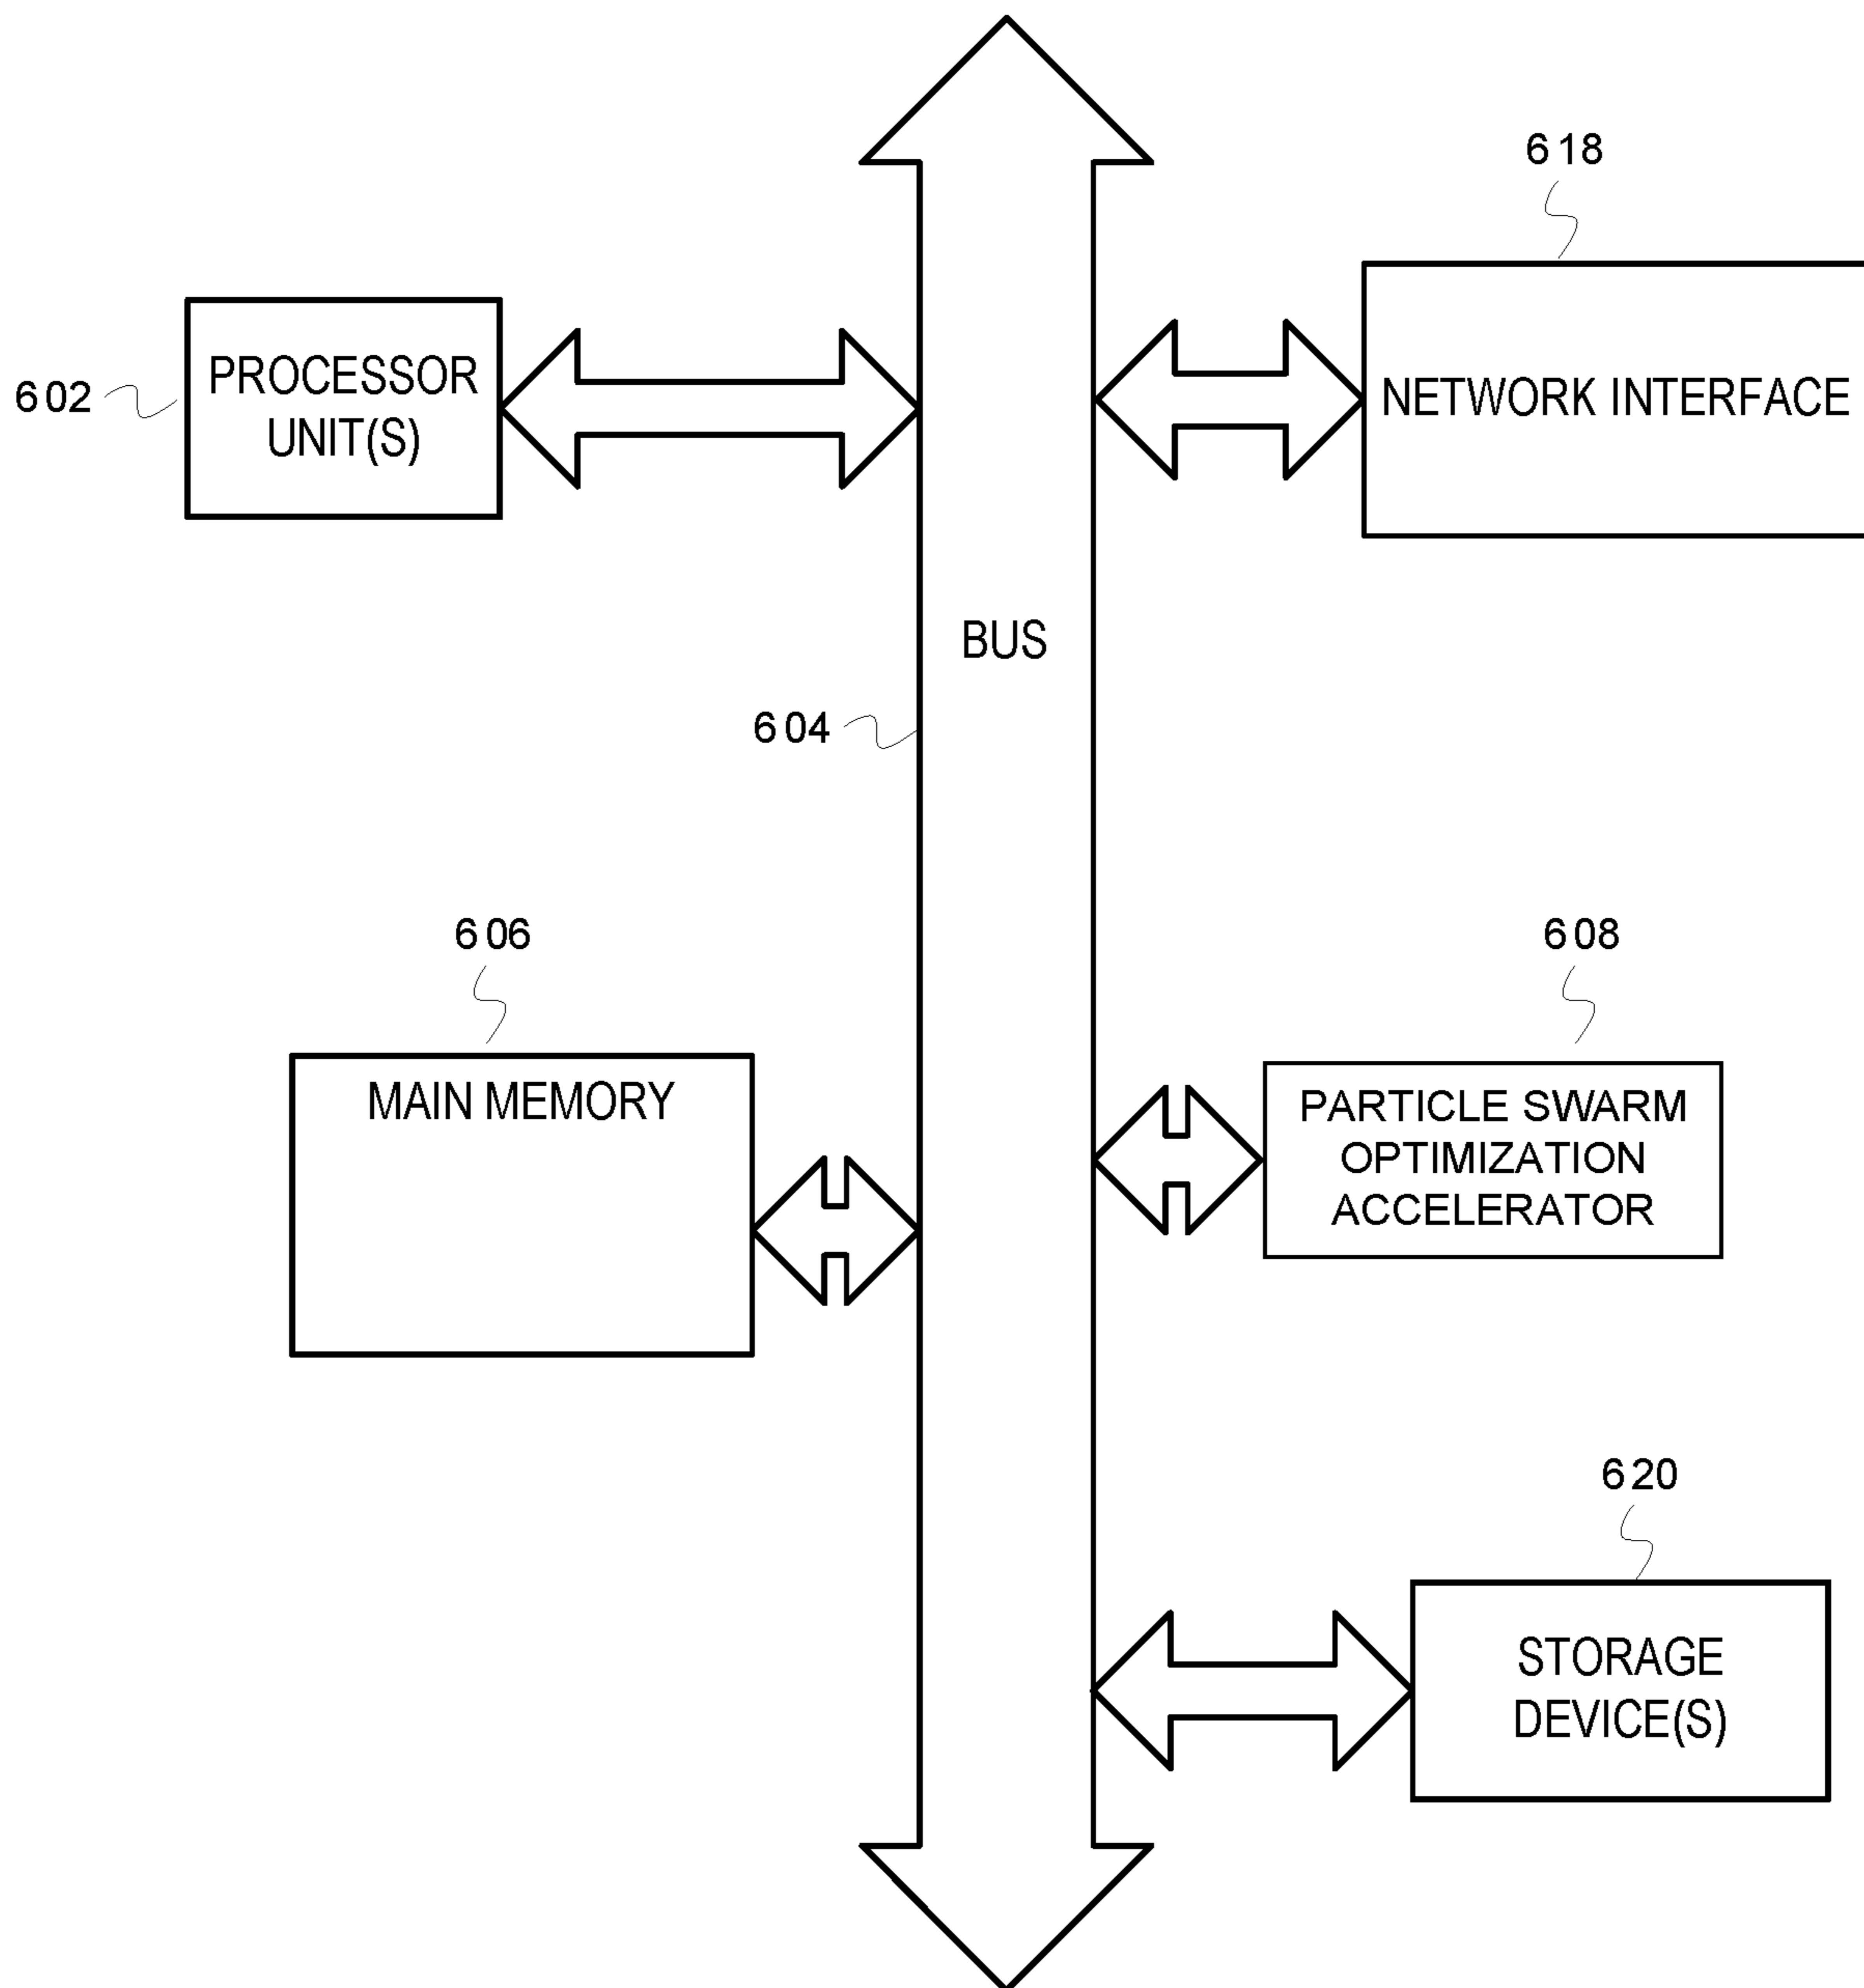 618
602
PROCESSOR
UNIT(S)
NETWORK INTERFACE
BUS
604
606
608
MAIN MEMORY
PARTICLE SWARM
OPTIMIZATION
ACCELERATOR
620
STORAGE
DEVICE(S)